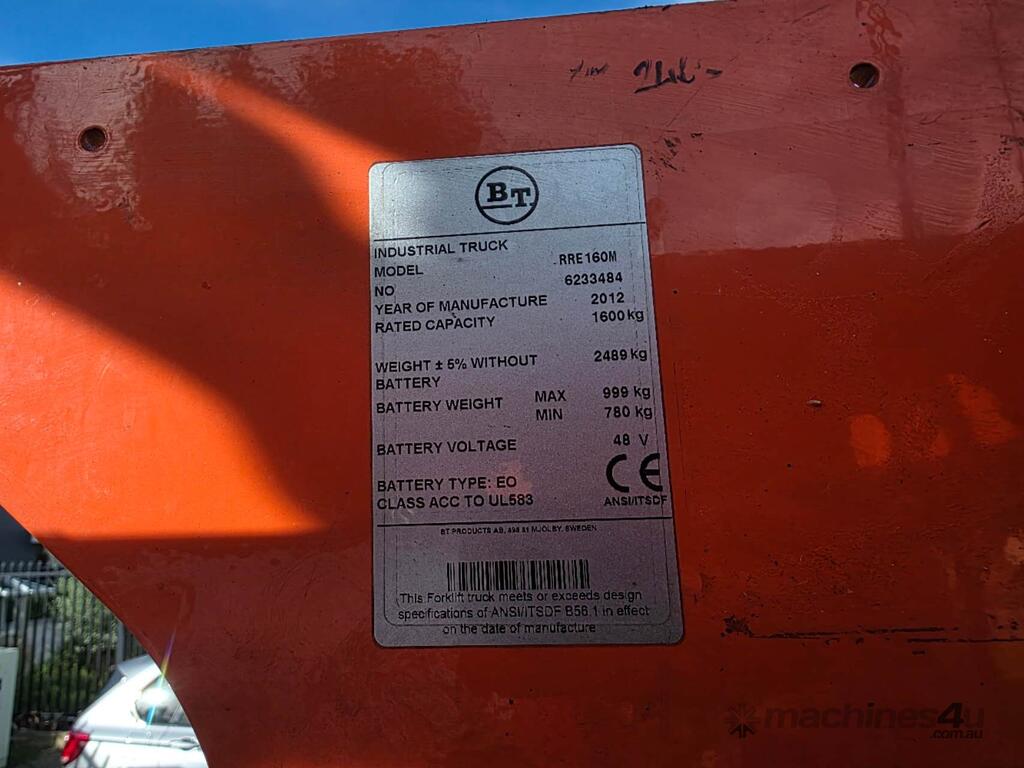 BT
INDUSTRIAL TRUCK
MODEL RRE160M
NO 6233484
YEAR OF MANUFACTURE 2012
RATED CAPACITY 1600kg
WEIGHT ± 5% WITHOUT 2489 kg
BATTERY
BATTERY WEIGHT MAX 999 kg
MIN 780 kg
BATTERY VOLTAGE 48 V
BATTERY TYPE: EO CE
CLASS ACC TO UL583 ANSI/ITSDF
BT PRODUCTS AB, 81 MJOLBY, SWEDEN
This Forklift truck meets or exceeds design
specifications of ANSI/ITSDF B56.1 in effect
on the date of manufacture
machines4u
.com.au